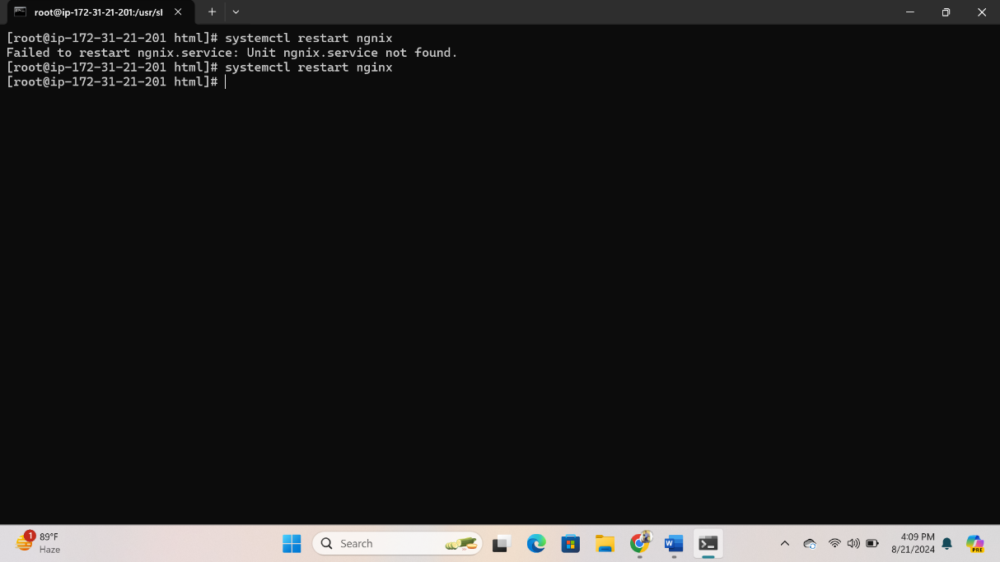 root@ip-172-31-21-201:/usr/sl
[root@ip-172-31-21-201 html]# systemctl restart ngnix
Failed to restart ngnix.service: Unit ngnix.service not found.
[root@ip-172-31-21-201 html]# systemctl restart nginx
[root@ip-172-31-21-201 html]#
1
89°F
Haze
Search
W
PRE
4:09 PM
8/21/2024